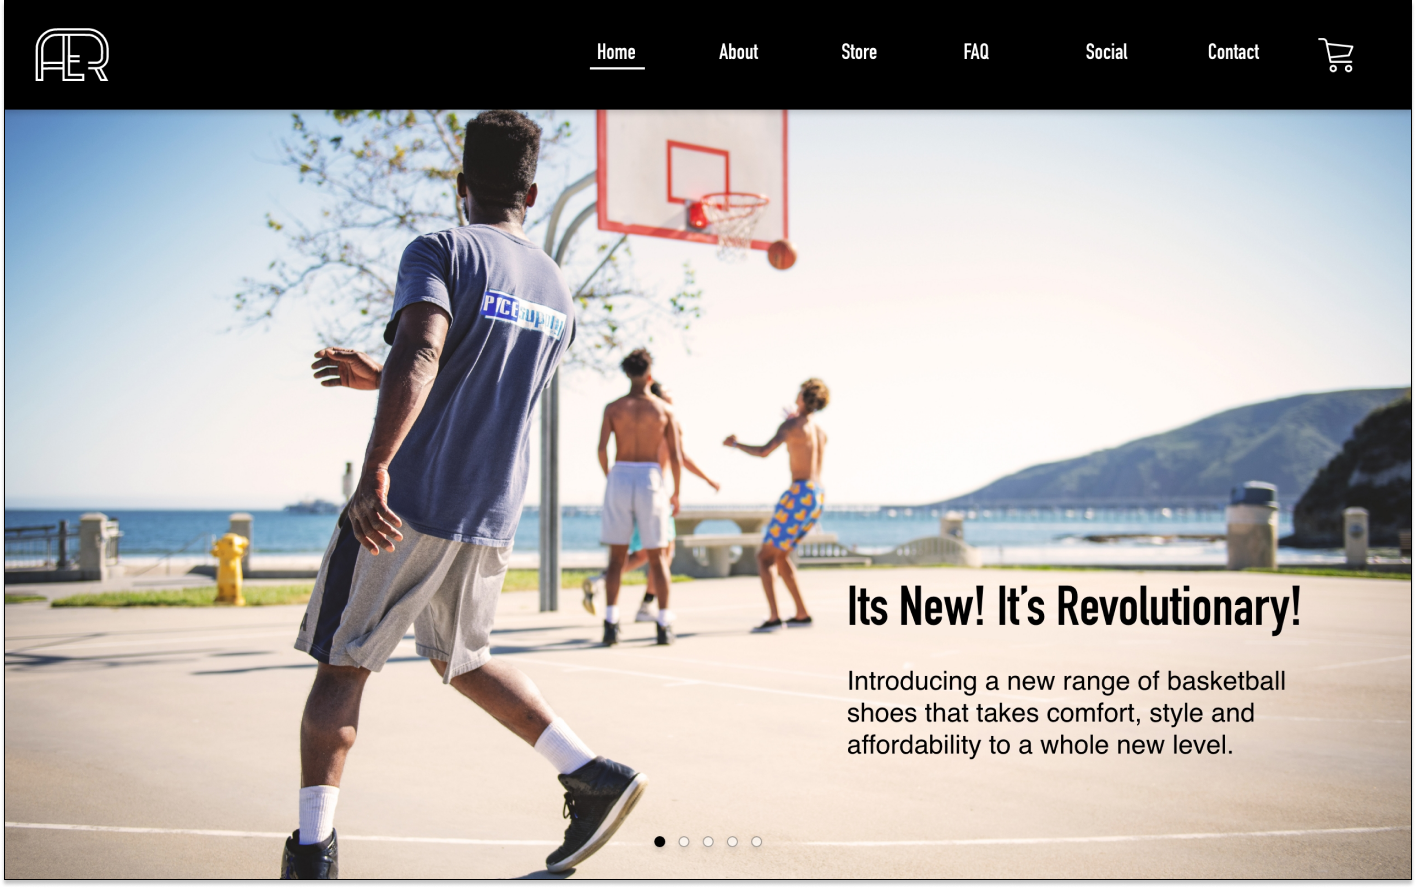 AER
Home About Store FAQ Social Contact
Its New! It’s Revolutionary!
Introducing a new range of basketball
shoes that takes comfort, style and
affordability to a whole new level.